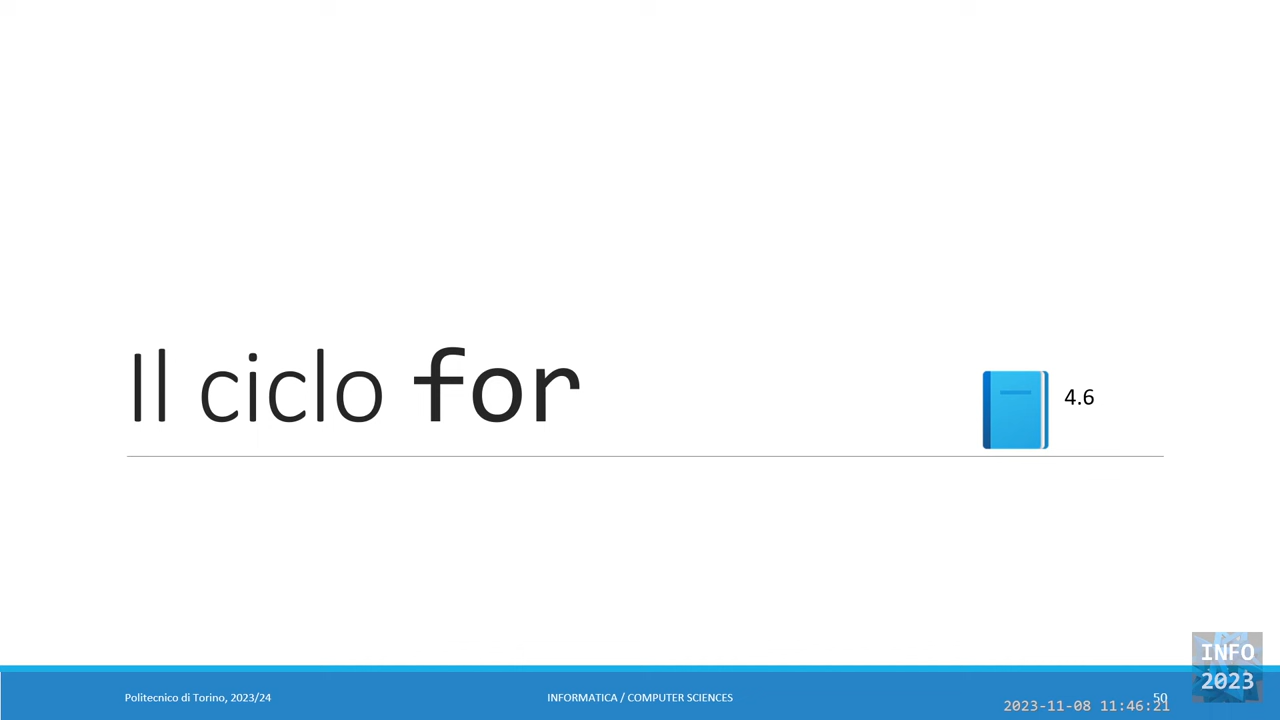 Il ciclo for
4.6
Politecnico di Torino, 2023/24
INFORMATICA / COMPUTER SCIENCES
50
2023-11-08 11:46:21
INFO
2023